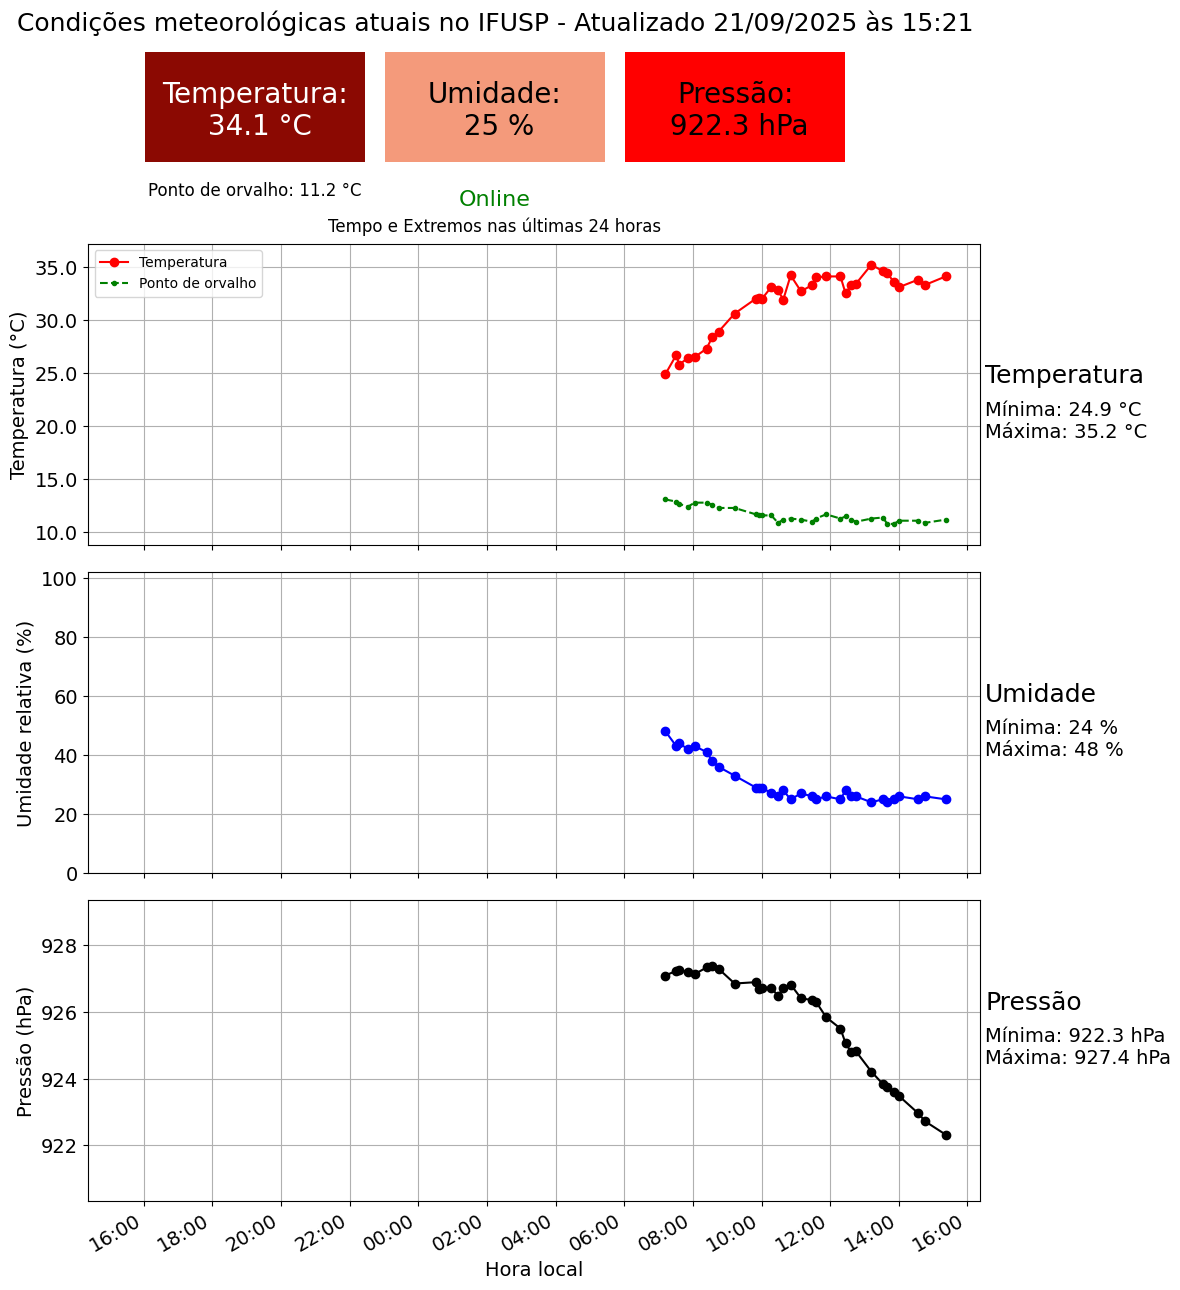 Condições meteorológicas atuais no IFUSP - Atualizado 21/09/2025 às 15:21
Temperatura:
34.1 °C
Umidade:
25 %
Pressão:
922.3 hPa
Ponto de orvalho: 11.2 °C
Online
Tempo e Extremos nas últimas 24 horas
Temperatura
Ponto de orvalho
Temperatura (°C)
35.0
30.0
25.0
20.0
15.0
10.0
Temperatura
Mínima: 24.9 °C
Máxima: 35.2 °C
Umidade relativa (%)
100
80
60
40
20
0
Umidade
Mínima: 24 %
Máxima: 48 %
Pressão (hPa)
928
926
924
922
Pressão
Mínima: 922.3 hPa
Máxima: 927.4 hPa
16:00 18:00 20:00 22:00 00:00 02:00 04:00 06:00 08:00 10:00 12:00 14:00 16:00
Hora local